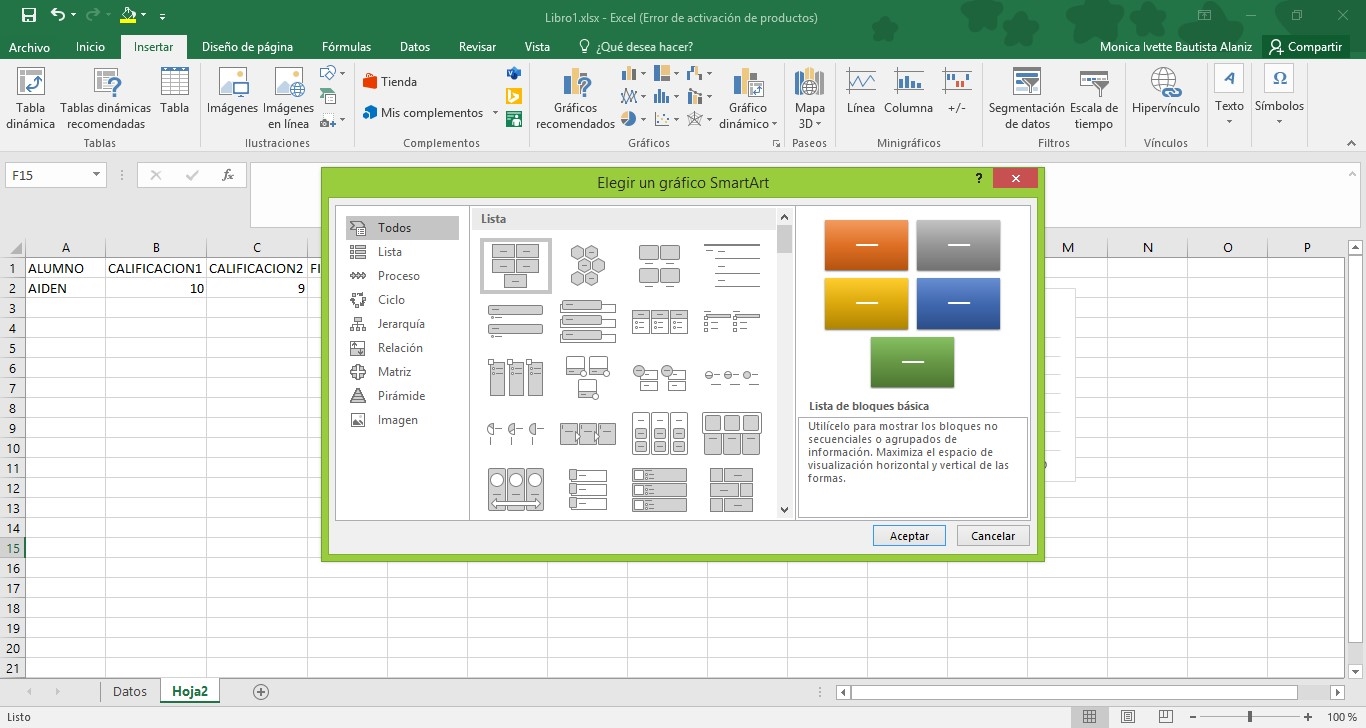 Libro1.xlsx - Excel (Error de activación de productos)
Archivo Inicio Insertar Diseño de página Fórmulas Datos Revisar Vista ¿Qué desea hacer? Monica Ivette Bautista Alaniz Compartir
Tabla dinámica
Tablas dinámicas recomendadas
Tabla
Tablas
Imágenes
Imágenes en línea
Ilustraciones
Tienda
Mis complementos
Complementos
Gráficos recomendados
Gráfico dinámico
Gráficos
Mapa 3D
Paseos
Línea
Columna
+/-
Minigráficos
Segmentación de datos
Escala de tiempo
Filtros
Hipervínculo
Vínculos
Texto
Símbolos
F15
fx
Elegir un gráfico SmartArt
?
Todos
Lista
Proceso
Ciclo
Jerarquía
Relación
Matriz
Pirámide
Imagen
Lista
Lista de bloques básica
Utilícelo para mostrar los bloques no
secuenciales o agrupados de
información. Maximiza el espacio de
visualización horizontal y vertical de las
formas.
Aceptar Cancelar
A B C M N O P
1 ALUMNO CALIFICACION1 CALIFICACION2
2 AIDEN 10 9
3
4
5
6
7
8
9
10
11
12
13
14
15
16
17
18
19
20
21
Datos Hoja2
Listo 100 %